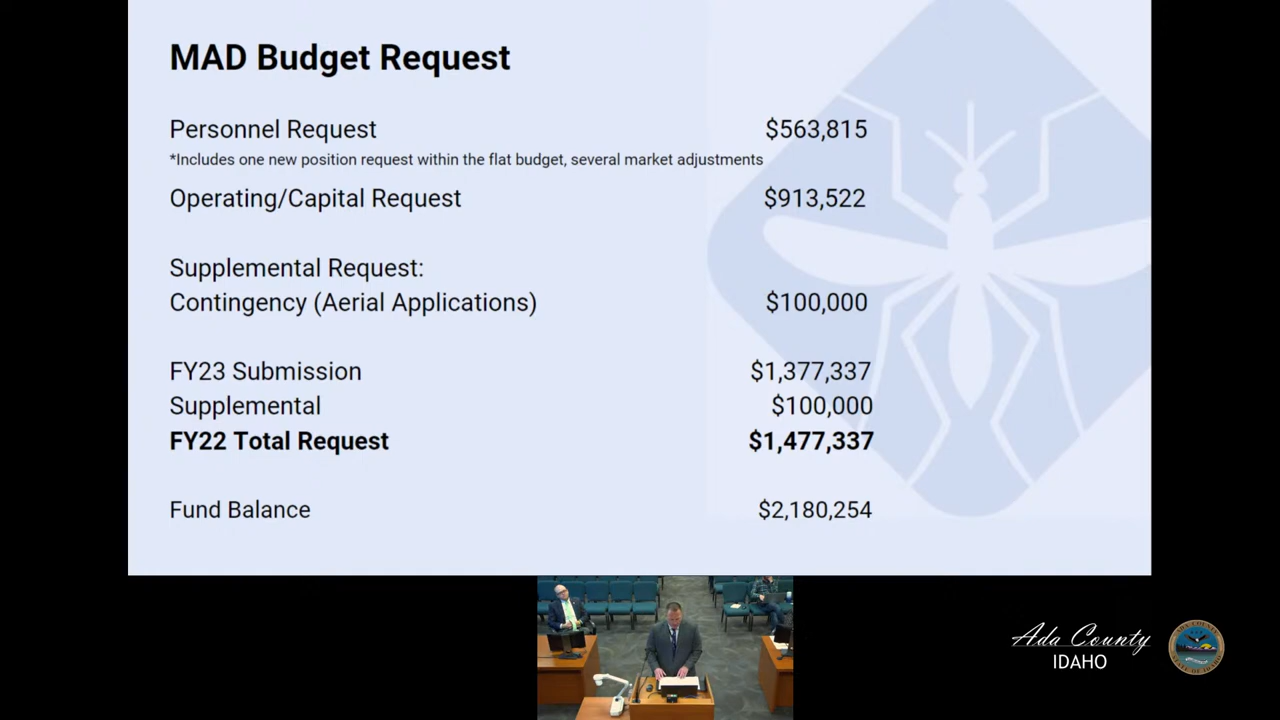 MAD Budget Request
Personnel Request $563,815
*Includes one new position request within the flat budget, several market adjustments
Operating/Capital Request $913,522
Supplemental Request:
Contingency (Aerial Applications) $100,000
FY23 Submission $1,377,337
Supplemental $100,000
FY22 Total Request $1,477,337
Fund Balance $2,180,254
Ada County
IDAHO